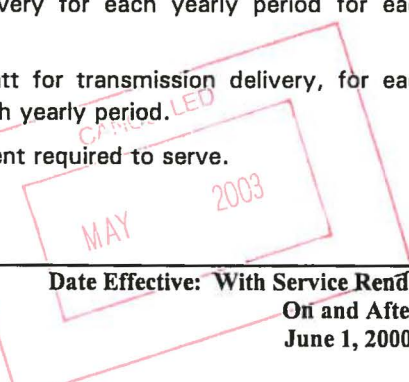 very for each yearly period for ea
tt for transmission delivery, for ea
h yearly period.
CANCELLED
ent required to serve.
MAY 2003
Date Effective: With Service Rend
On and Afte
June 1, 2000